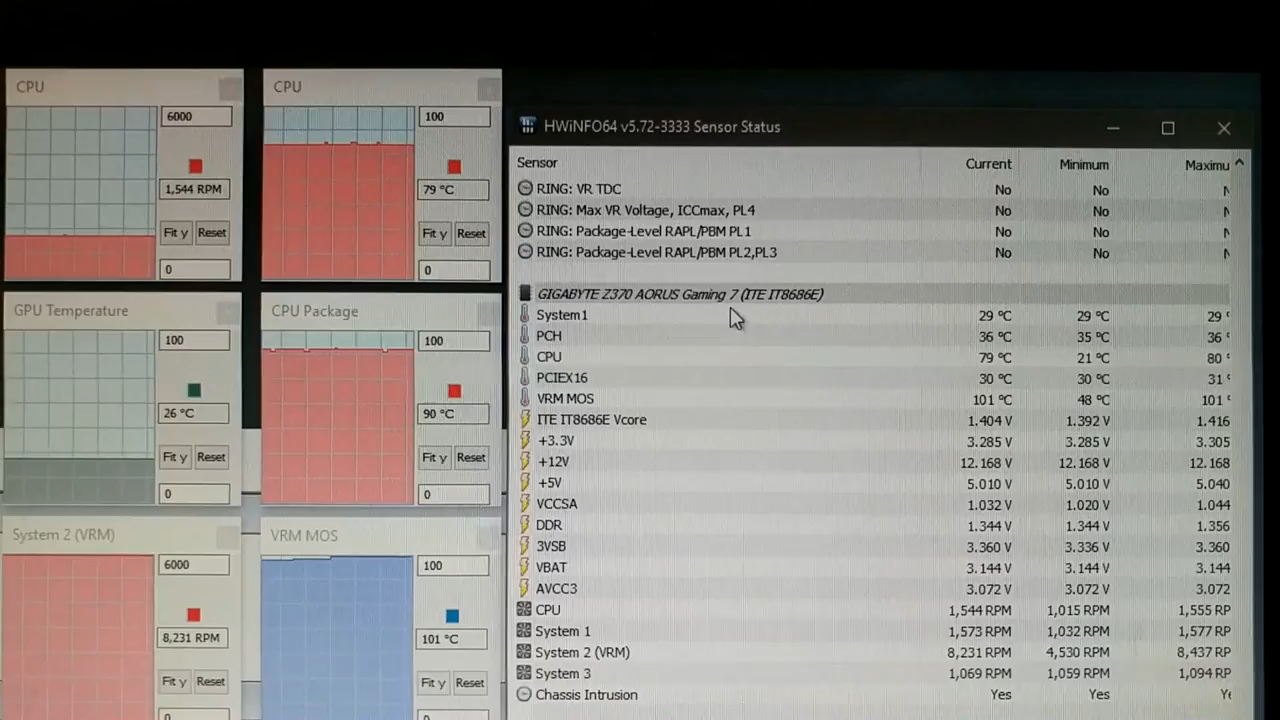 CPU
6000
1,544 RPM
Fit y Reset
0
CPU
100
79 °C
Fit y Reset
0
GPU Temperature
100
26 °C
Fit y Reset
0
CPU Package
100
90 °C
Fit y Reset
0
System 2 (VRM)
6000
8,231 RPM
Fit y Reset
VRM MOS
100
101 °C
Fit y Reset
HWiNFO64 v5.72-3333 Sensor Status
Sensor Current Minimum Maximu
RING: VR TDC No No
RING: Max VR Voltage, ICCmax, PL4 No No
RING: Package-Level RAPL/PBM PL1 No No
RING: Package-Level RAPL/PBM PL2,PL3 No No
GIGABYTE Z370 AORUS Gaming 7 (ITE IT8686E)
System1 29 °C 29 °C 29 °
PCH 36 °C 35 °C 36 °
CPU 79 °C 21 °C 80 °
PCIEX16 30 °C 30 °C 31 °
VRM MOS 101 °C 48 °C 101 °
ITE IT8686E Vcore 1.404 V 1.392 V 1.416
+3.3V 3.285 V 3.285 V 3.305
+12V 12.168 V 12.168 V 12.168
+5V 5.010 V 5.010 V 5.040
VCCSA 1.032 V 1.020 V 1.044
DDR 1.344 V 1.344 V 1.356
3VSB 3.360 V 3.336 V 3.360
VBAT 3.144 V 3.144 V 3.144
AVCC3 3.072 V 3.072 V 3.072
CPU 1,544 RPM 1,015 RPM 1,555 RP
System 1 1,573 RPM 1,032 RPM 1,577 RP
System 2 (VRM) 8,231 RPM 4,530 RPM 8,437 RP
System 3 1,069 RPM 1,059 RPM 1,094 RP
Chassis Intrusion Yes Yes